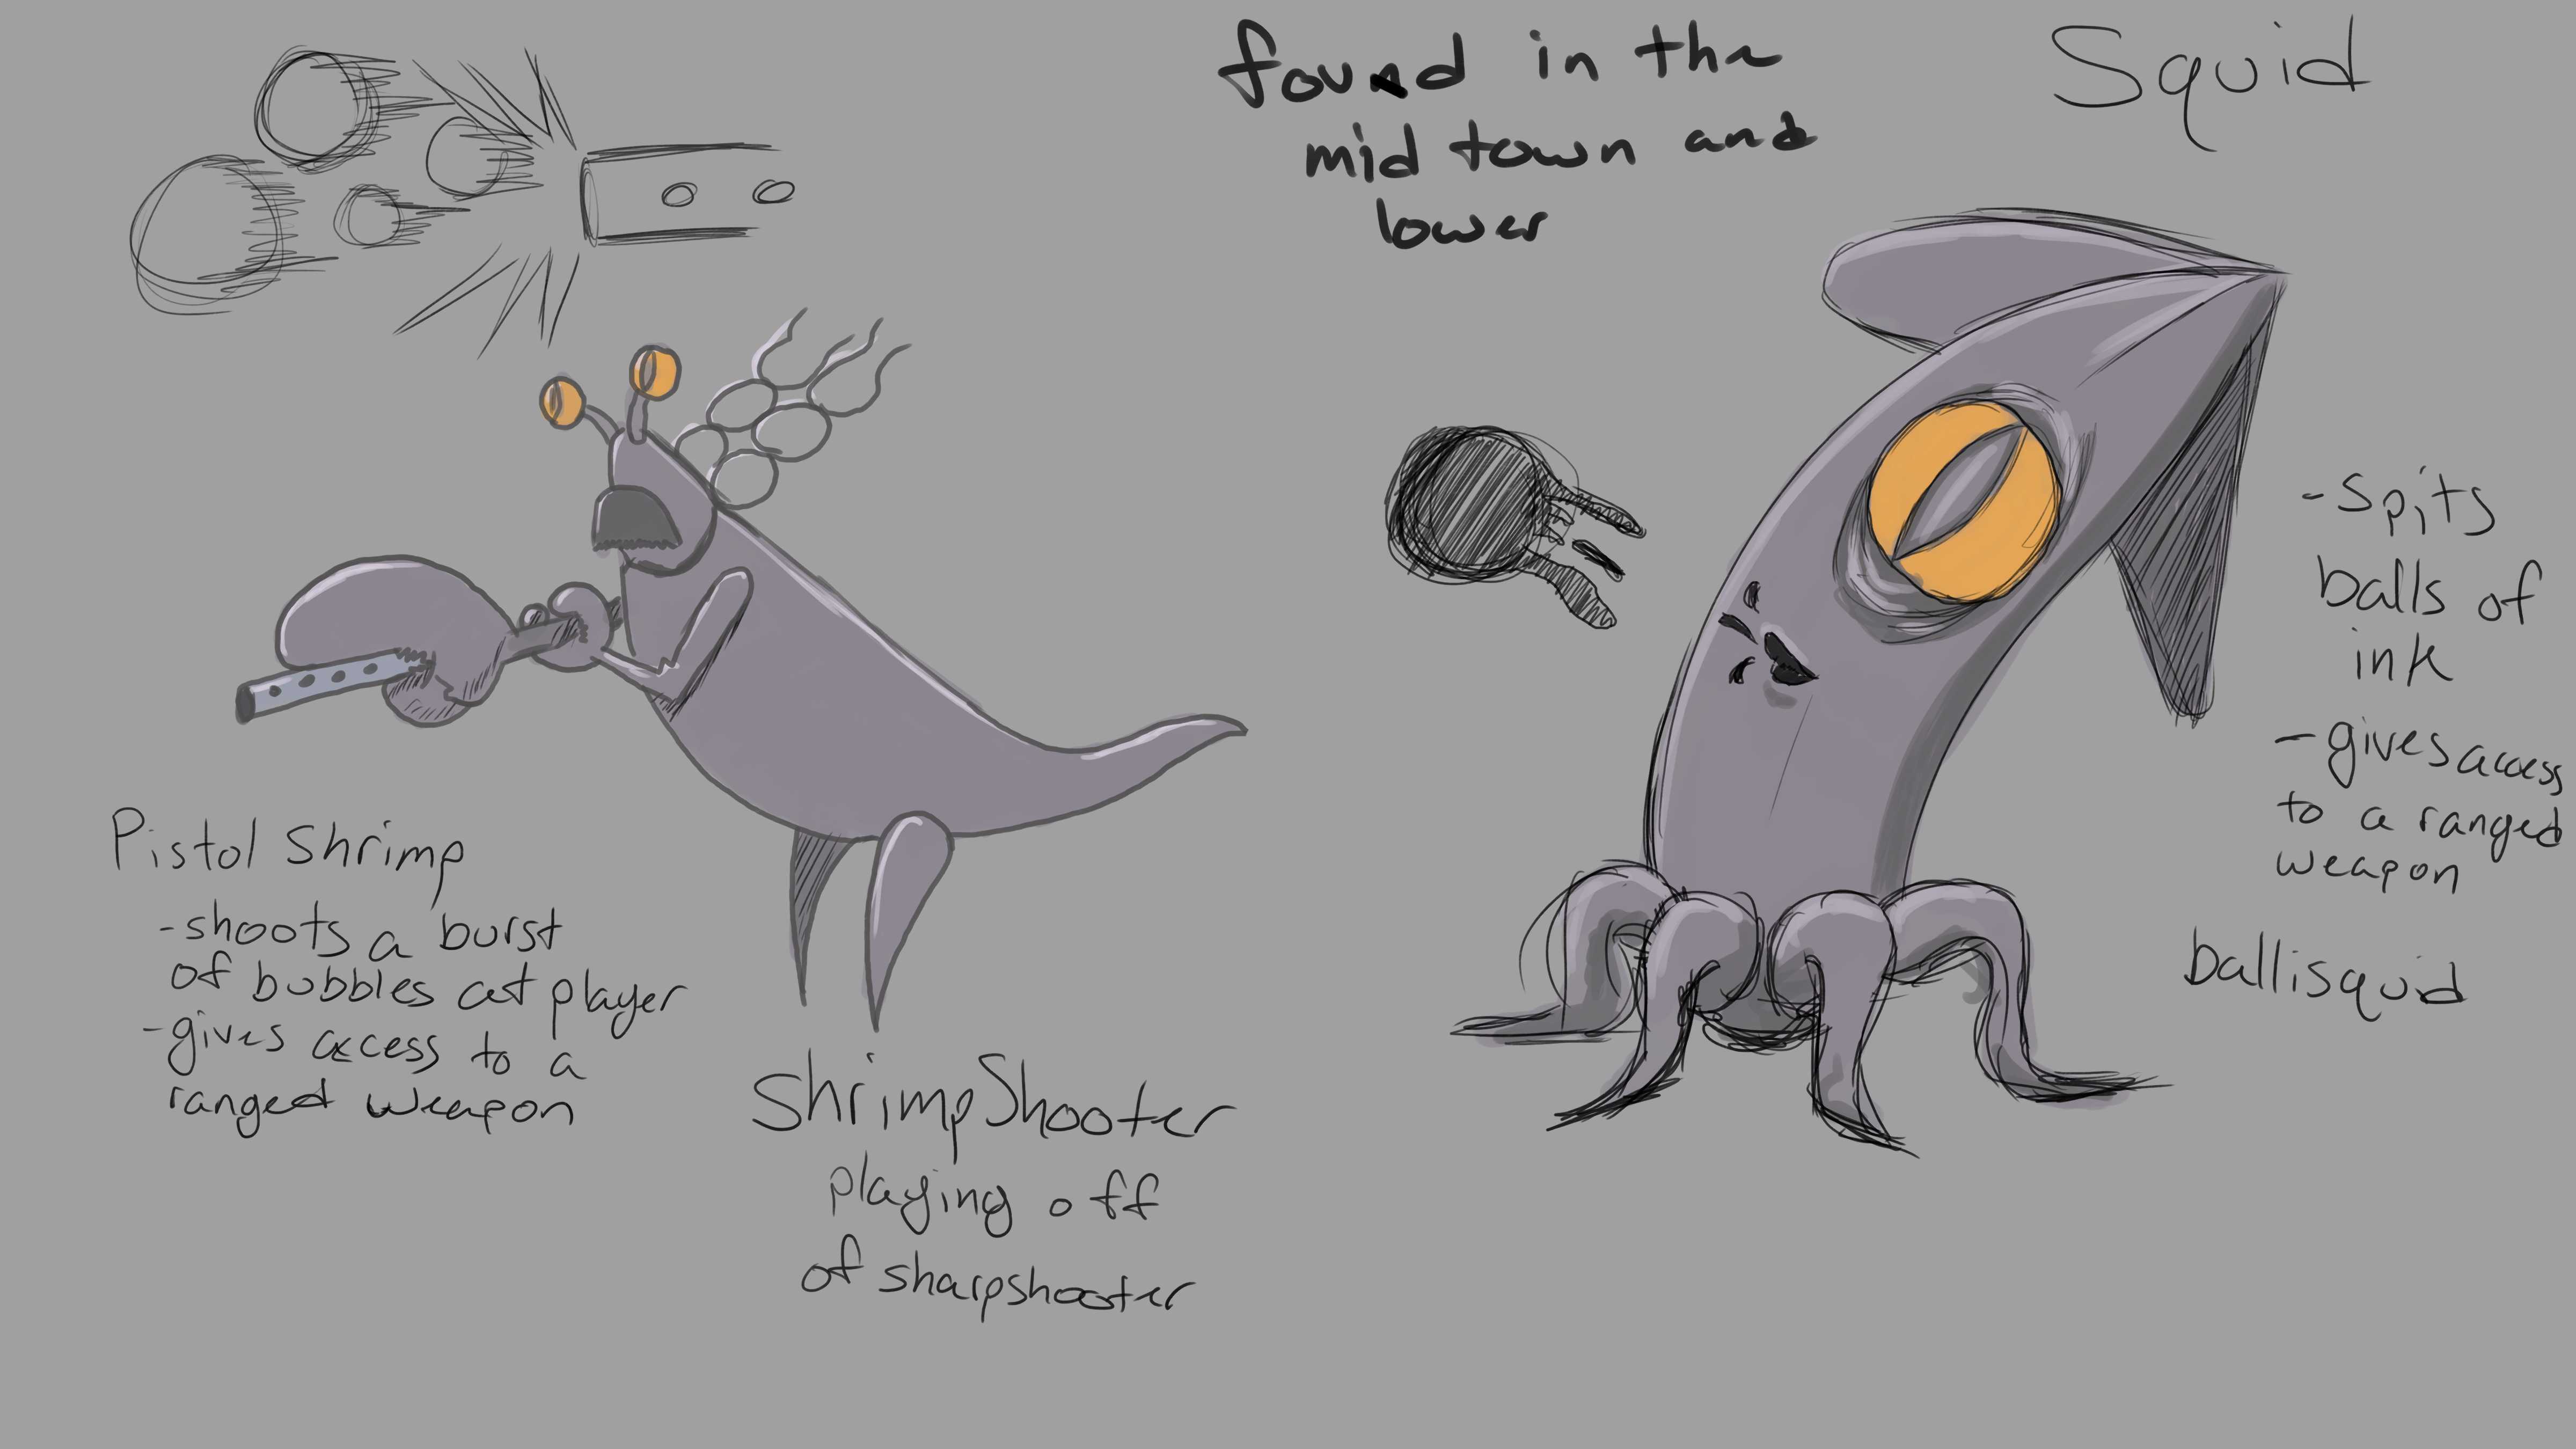 found in the
mid town and
lower
Squid
- spits
balls of
ink
- gives access
to a ranged
weapon
ballisquid
Pistol Shrimp
- shoots a burst
of bubbles at player
- gives access to a
ranged weapon
ShrimpShooter
playing off
of sharpshooter